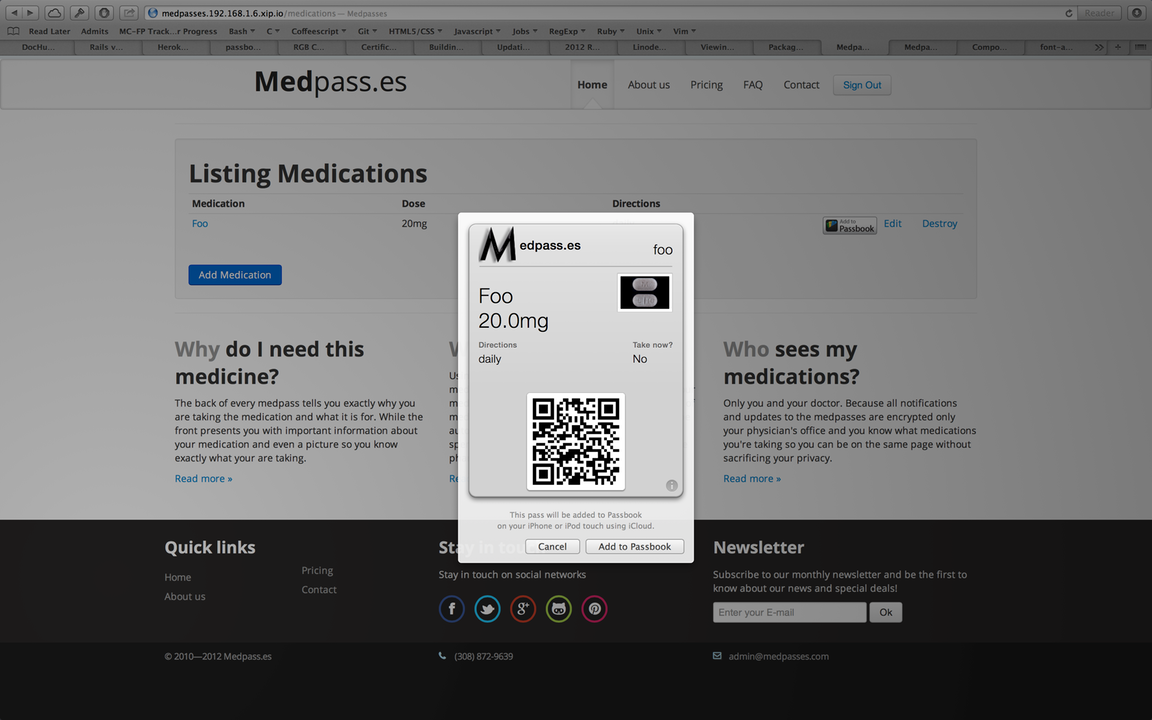 medpasses.192.168.1.6.xip.io/medications — Medpasses
Reader
Read Later Admits MC-FP Track...r Progress Bash C Coffeescript Git HTML5/CSS Javascript Jobs RegExp Ruby Unix Vim
DocHu... Rails v... Herok... passbo... RGB C... Certific... Buildin... Updati... 2012 R... Linode... Viewin... Packag... Medpa... Medpa... Compo... font-a...
Medpass.es
Home About us Pricing FAQ Contact Sign Out
Listing Medications
Medication Dose Directions
Foo 20mg Add to Passbook Edit Destroy
Add Medication
Medpass.es foo
Foo
20.0mg
Directions Take now?
daily No
This pass will be added to Passbook
on your iPhone or iPod touch using iCloud.
Cancel Add to Passbook
Why do I need this
medicine?
The back of every medpass tells you exactly why you
are taking the medication and what it is for. While the
front presents you with important information about
your medication and even a picture so you know
exactly what your are taking.
Read more »
Who sees my
medications?
Only you and your doctor. Because all notifications
and updates to the medpasses are encrypted only
your physician's office and you know what medications
you're taking so you can be on the same page without
sacrificing your privacy.
Read more »
Quick links
Home
About us
Pricing
Contact
Stay in tou
Stay in touch on social networks
Newsletter
Subscribe to our monthly newsletter and be the first to
know about our news and special deals!
Enter your E-mail Ok
© 2010—2012 Medpass.es (308) 872-9639 admin@medpasses.com